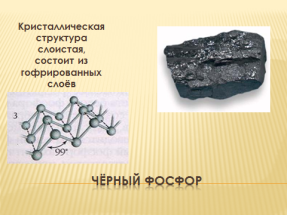 Кристаллическая
структура
слоистая,
состоит из
гофрированных
слоёв
3
99°
ЧЁРНЫЙ ФОСФОР